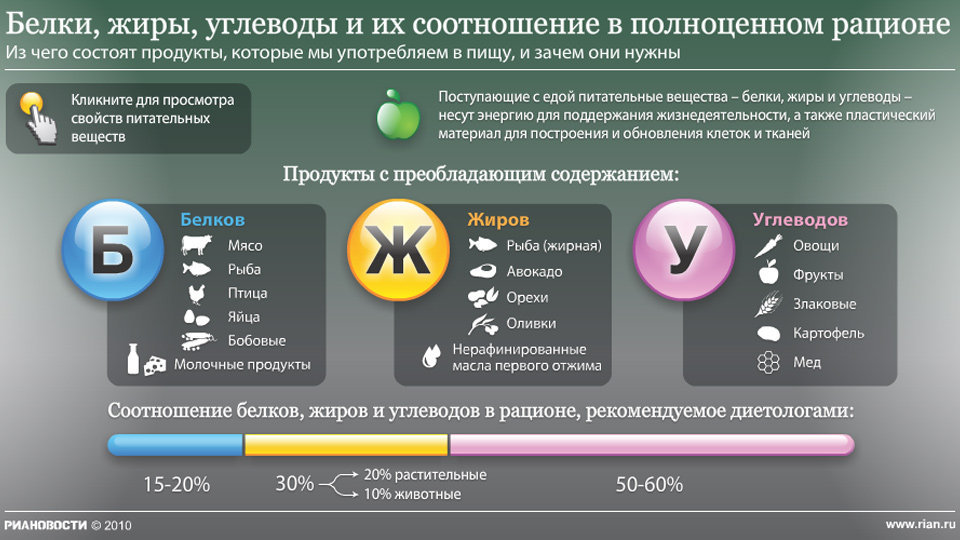 Белки, жиры, углеводы и их соотношение в полноценном рационе
Из чего состоят продукты, которые мы употребляем в пищу, и зачем они нужны
Кликните для просмотра
свойств питательных
веществ
Поступающие с едой питательные вещества – белки, жиры и углеводы –
несут энергию для поддержания жизнедеятельности, а также пластический
материал для построения и обновления клеток и тканей
Продукты с преобладающим содержанием:
Б
Белков
Мясо
Рыба
Птица
Яйца
Бобовые
Молочные продукты
Ж
Жиров
Рыба (жирная)
Авокадо
Орехи
Оливки
Нерафинированные
масла первого отжима
У
Углеводов
Овощи
Фрукты
Злаковые
Картофель
Мед
Соотношение белков, жиров и углеводов в рационе, рекомендуемое диетологами:
15-20%
30%
20% растительные
10% животные
50-60%
РИАНОВОСТИ © 2010
www.rian.ru